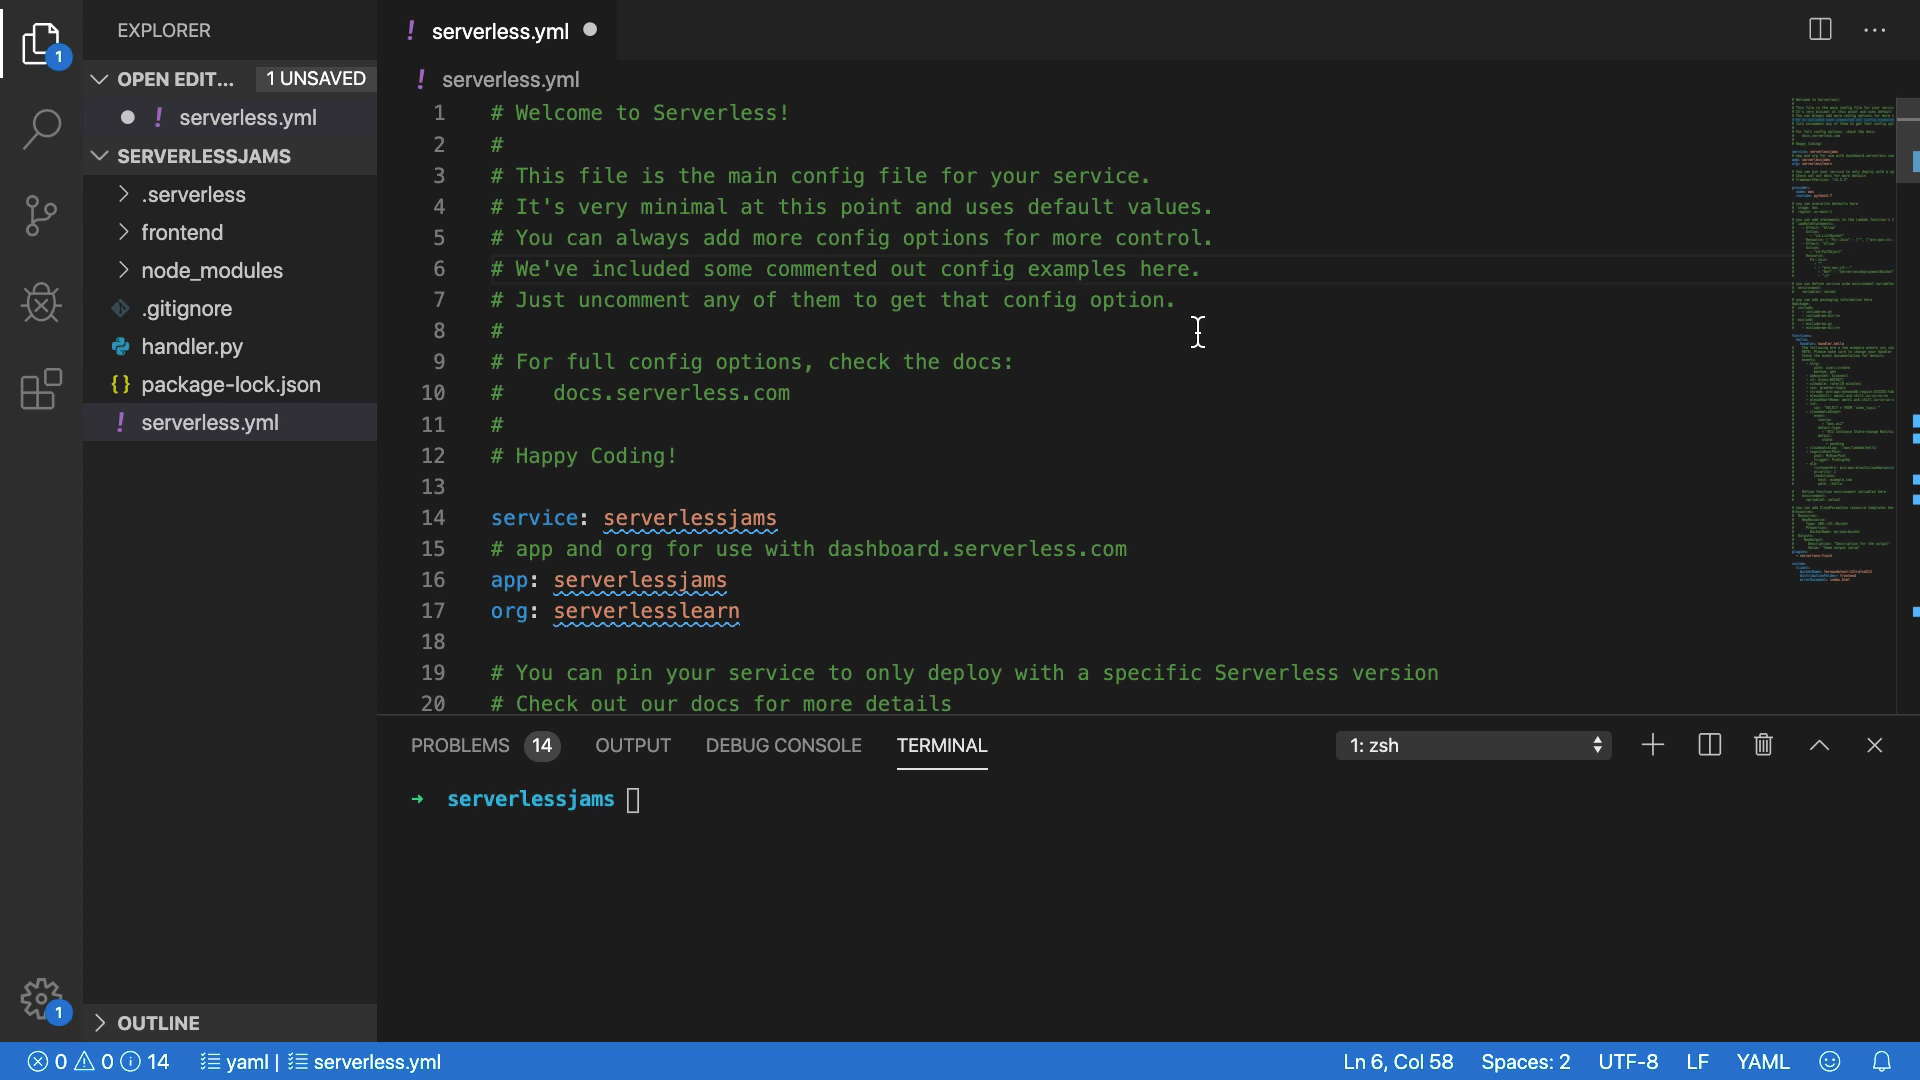 EXPLORER
OPEN EDIT... 1 UNSAVED
! serverless.yml
SERVERLESSJAMS
.serverless
frontend
node_modules
.gitignore
handler.py
{} package-lock.json
! serverless.yml
OUTLINE
1
1
! serverless.yml
! serverless.yml
1 # Welcome to Serverless!
2 #
3 # This file is the main config file for your service.
4 # It's very minimal at this point and uses default values.
5 # You can always add more config options for more control.
6 # We've included some commented out config examples here.
7 # Just uncomment any of them to get that config option.
8 #
9 # For full config options, check the docs:
10 #    docs.serverless.com
11 #
12 # Happy Coding!
13
14 service: serverlessjams
15 # app and org for use with dashboard.serverless.com
16 app: serverlessjams
17 org: serverlesslearn
18
19 # You can pin your service to only deploy with a specific Serverless version
20 # Check out our docs for more details
PROBLEMS 14 OUTPUT DEBUG CONSOLE TERMINAL 1: zsh
➜ serverlessjams
0 0 14 yaml | serverless.yml Ln 6, Col 58 Spaces: 2 UTF-8 LF YAML